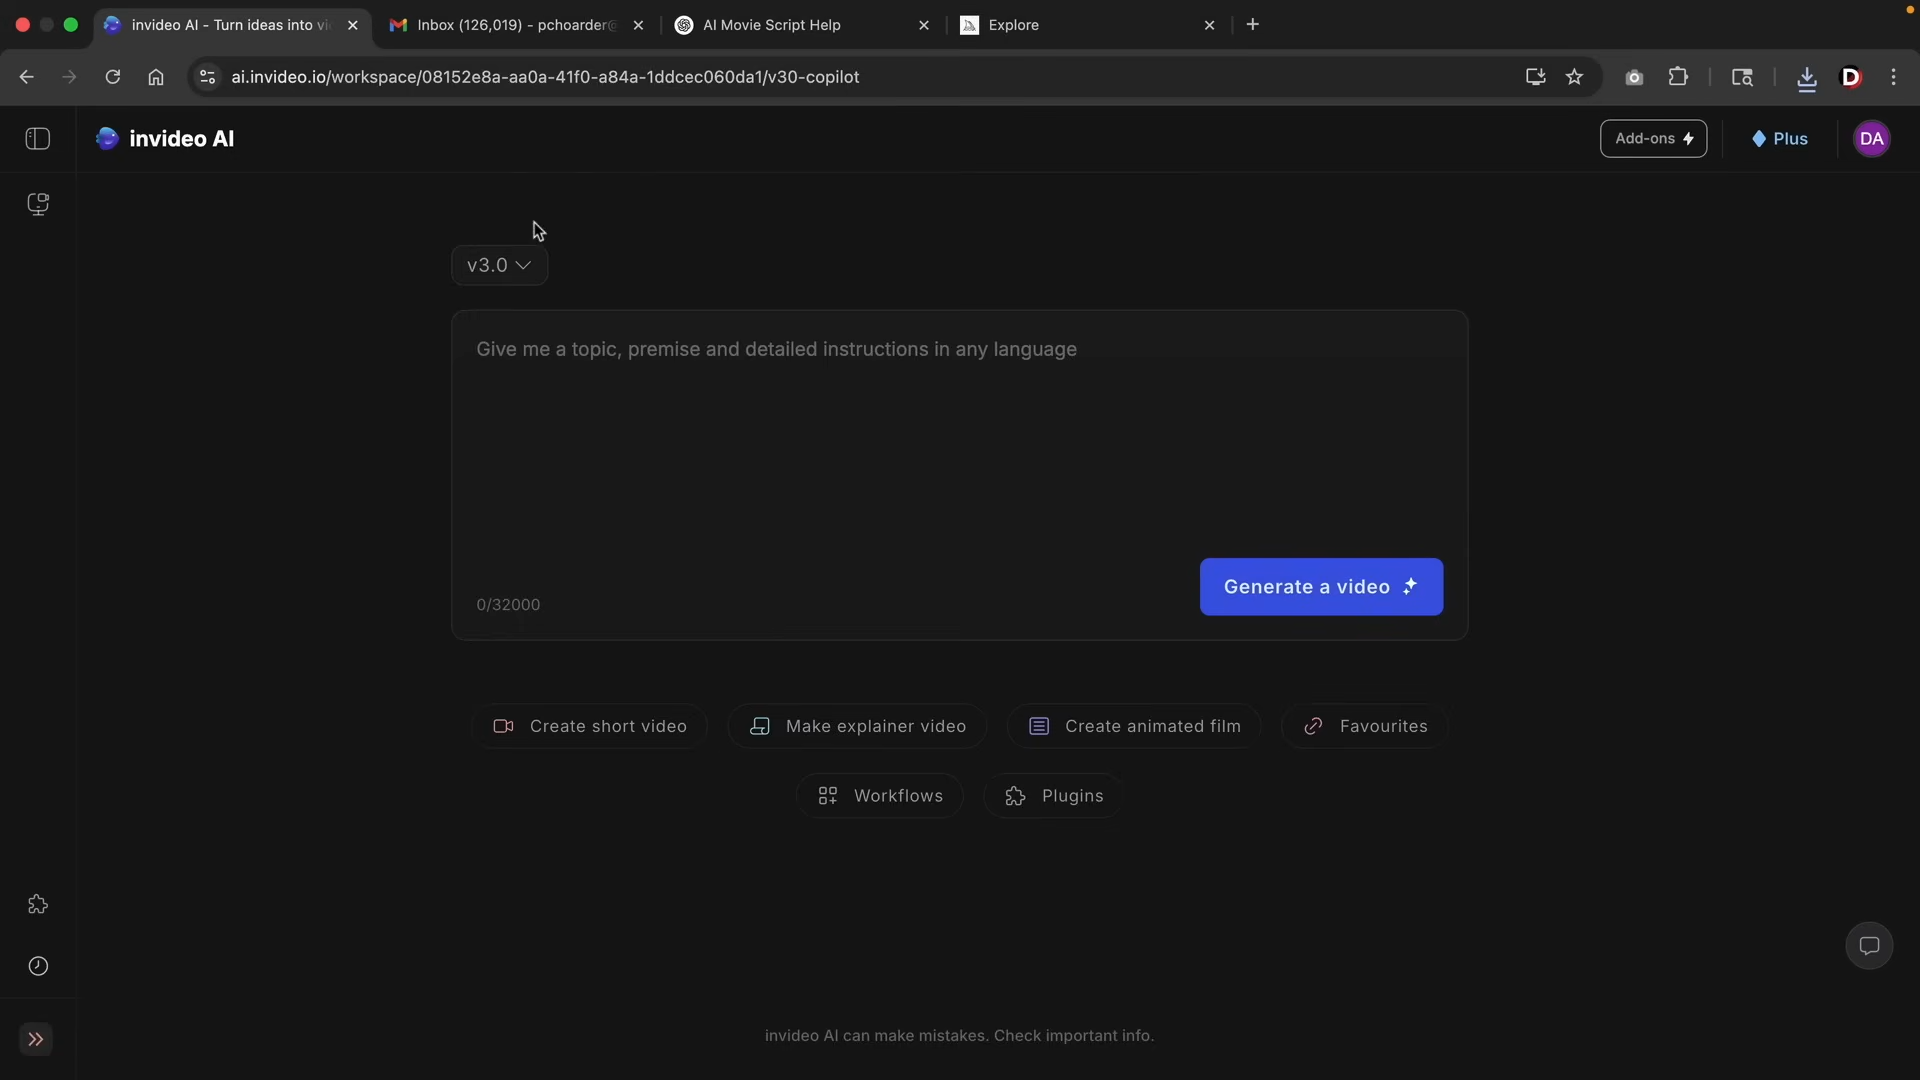 invideo AI - Turn ideas into vi
Inbox (126,019) - pchoarder@
AI Movie Script Help
Explore
ai.invideo.io/workspace/08152e8a-aa0a-41f0-a84a-1ddcec060da1/v30-copilot
D
invideo AI
Add-ons
Plus
DA
v3.0
Give me a topic, premise and detailed instructions in any language
0/32000
Generate a video
Create short video
Make explainer video
Create animated film
Favourites
Workflows
Plugins
invideo AI can make mistakes. Check important info.